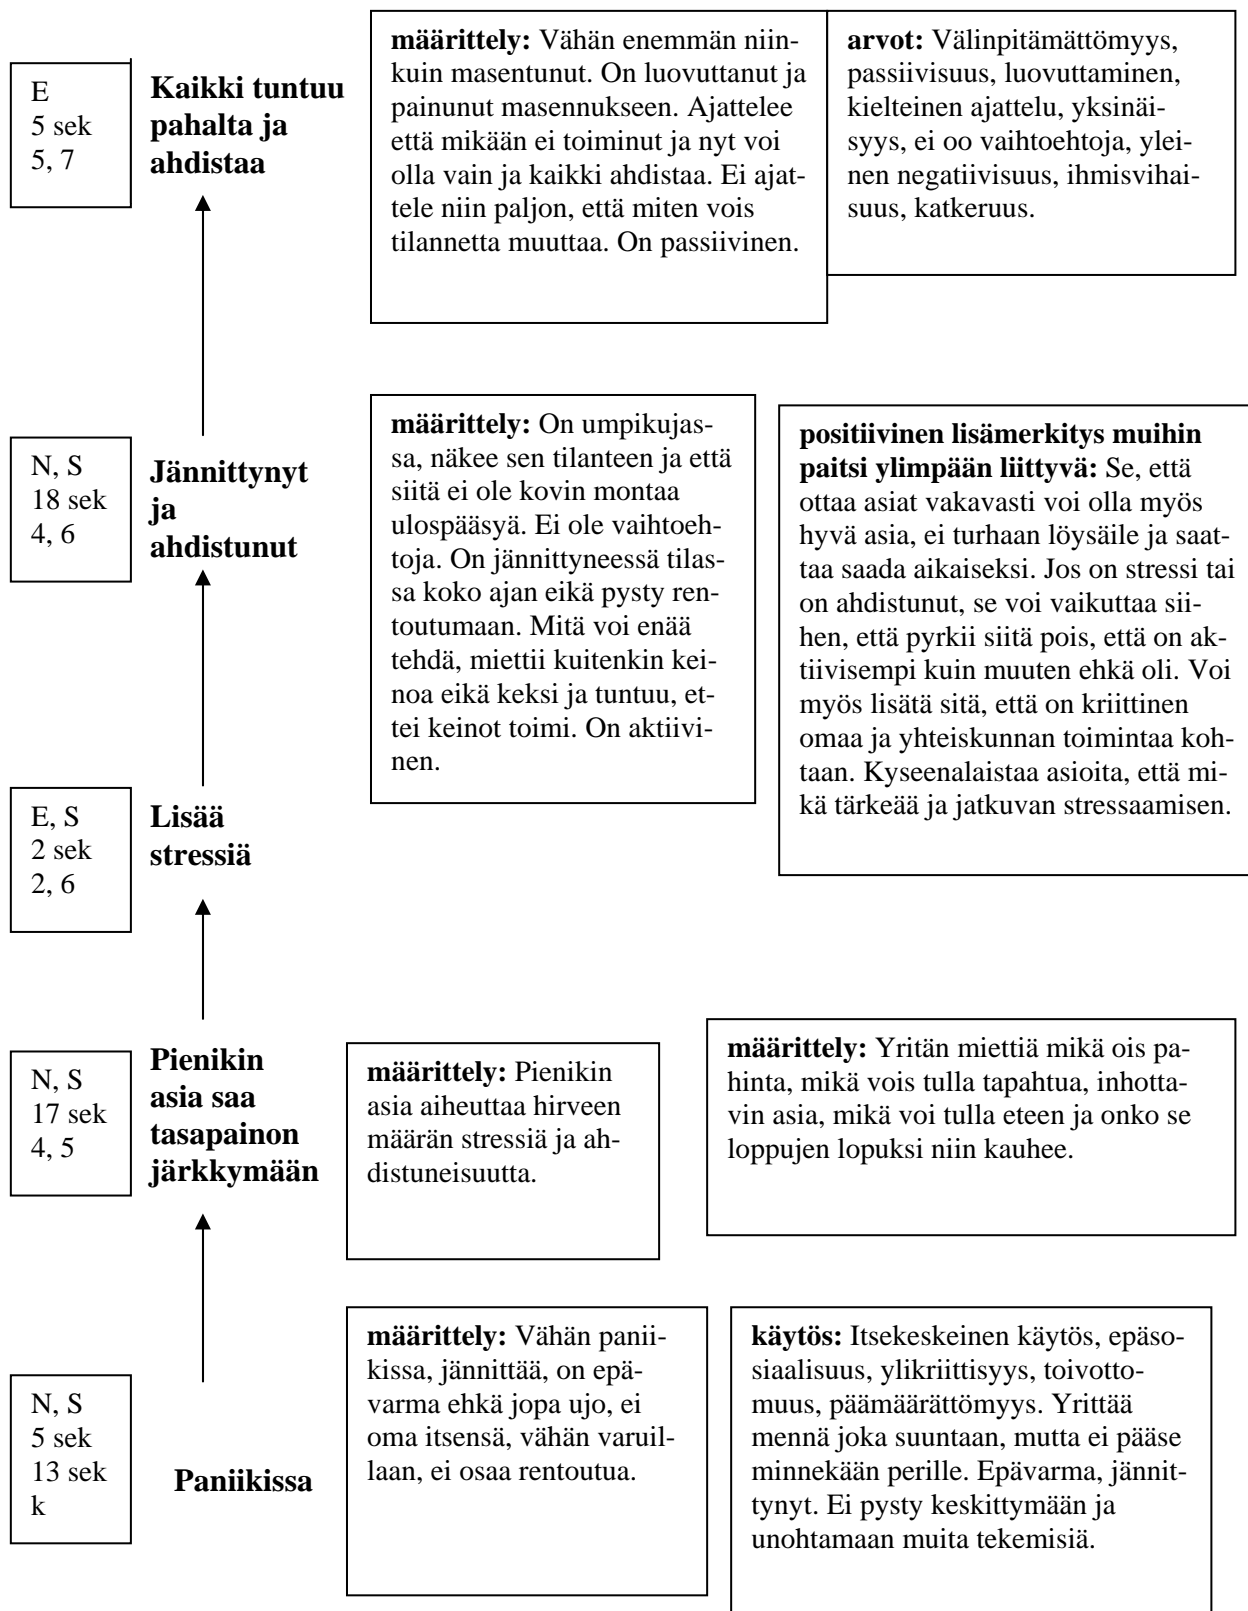 E
5 sek
5, 7
Kaikki tuntuu
pahalta ja
ahdistaa
määrittely: Vähän enemmän niin-
kuin masentunut. On luovuttanut ja
painunut masennukseen. Ajattelee
että mikään ei toiminut ja nyt voi
olla vain ja kaikki ahdistaa. Ei ajat-
tele niin paljon, että miten vois
tilannetta muuttaa. On passiivinen.
arvot: Välinpitämättömyys,
passiivisuus, luovuttaminen,
kielteinen ajattelu, yksinäi-
syys, ei oo vaihtoehtoja, ylei-
nen negatiivisuus, ihmisvihai-
suus, katkeruus.
N, S
18 sek
4, 6
Jännittynyt
ja
ahdistunut
määrittely: On umpikujas-
sa, näkee sen tilanteen ja että
siitä ei ole kovin montaa
ulospääsyä. Ei ole vaihtoeh-
toja. On jännittyneessä tilas-
sa koko ajan eikä pysty ren-
toutumaan. Mitä voi enää
tehdä, miettii kuitenkin kei-
noa eikä keksi ja tuntuu, et-
tei keinot toimi. On aktiivi-
nen.
positiivinen lisämerkitys muihin
paitsi ylimpään liittyvä: Se, että
ottaa asiat vakavasti voi olla myös
hyvä asia, ei turhaan löysäile ja saat-
taa saada aikaiseksi. Jos on stressi tai
on ahdistunut, se voi vaikuttaa sii-
hen, että pyrkii siitä pois, että on ak-
tiivisempi kuin muuten ehkä oli. Voi
myös lisätä sitä, että on kriittinen
omaa ja yhteiskunnan toimintaa koh-
taan. Kyseenalaistaa asioita, että mi-
kä tärkeää ja jatkuvan stressaamisen.
E, S
2 sek
2, 6
Lisää
stressiä
N, S
17 sek
4, 5
Pienikin
asia saa
tasapainon
järkkymään
määrittely: Pienikin
asia aiheuttaa hirveen
määrän stressiä ja ah-
distuneisuutta.
määrittely: Yritän miettiä mikä ois pa-
hinta, mikä vois tulla tapahtua, inhotta-
vin asia, mikä voi tulla eteen ja onko se
loppujen lopuksi niin kauhee.
N, S
5 sek
13 sek
k
Paniikissa
määrittely: Vähän panii-
kissa, jännittää, on epä-
varma ehkä jopa ujo, ei
oma itsensä, vähän varuil-
laan, ei osaa rentoutua.
käytös: Itsekeskeinen käytös, epäso-
siaalisuus, ylikriittisyys, toivotto-
muus, päämärättömyys. Yrittää
mennä joka suuntaan, mutta ei pääse
minnekään perille. Epävarma, jännit-
tynyt. Ei pysty keskittymään ja
unohtamaan muita tekemisiä.